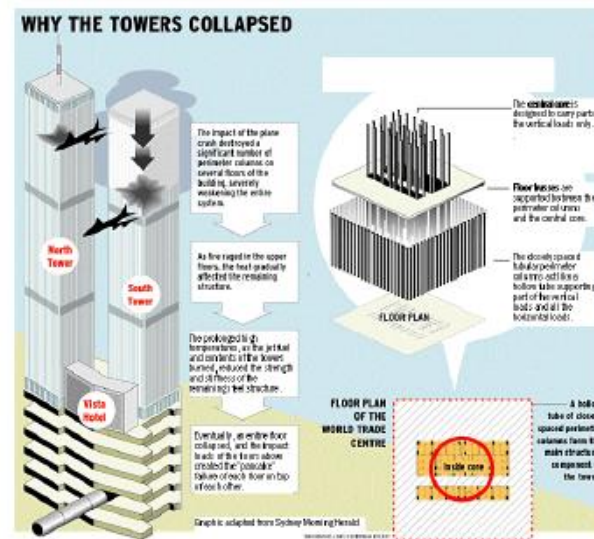 WHY THE TOWERS COLLAPSED
The impact of the plane
crash destroyed a
significant number of
perimeter columns on
several floors of the
building, severely
weakening the entire
system.
As fire raged in the upper
floors, the heat gradually
affected the remaining
structure.
The prolonged high
temperatures, as the jet fuel
and contents of the towers
burned, reduced the strength
and stiffness of the
remaining steel structure.
Eventually, an entire floor
collapsed, and the impact
loads of the floors above
created the "pancake"
failure of each floor on top
of each other.
Graph is adapted from Sydney Morning Herald
North
Tower
South
Tower
Vista
Hotel
The central core is
designed to carry part
the vertical loads only.
Floor trusses are
supported between the
perimeter columns
and the central core.
The closely spaced
tubular perimeter
columns act like a
hollow tube supporting
part of the vertical
loads and all the
horizontal loads.
FLOOR PLAN
FLOOR PLAN
OF THE
WORLD TRADE
CENTRE
Inside core
A hollo
tube of close
spaced perimet
columns form t
main structur
component
the tow